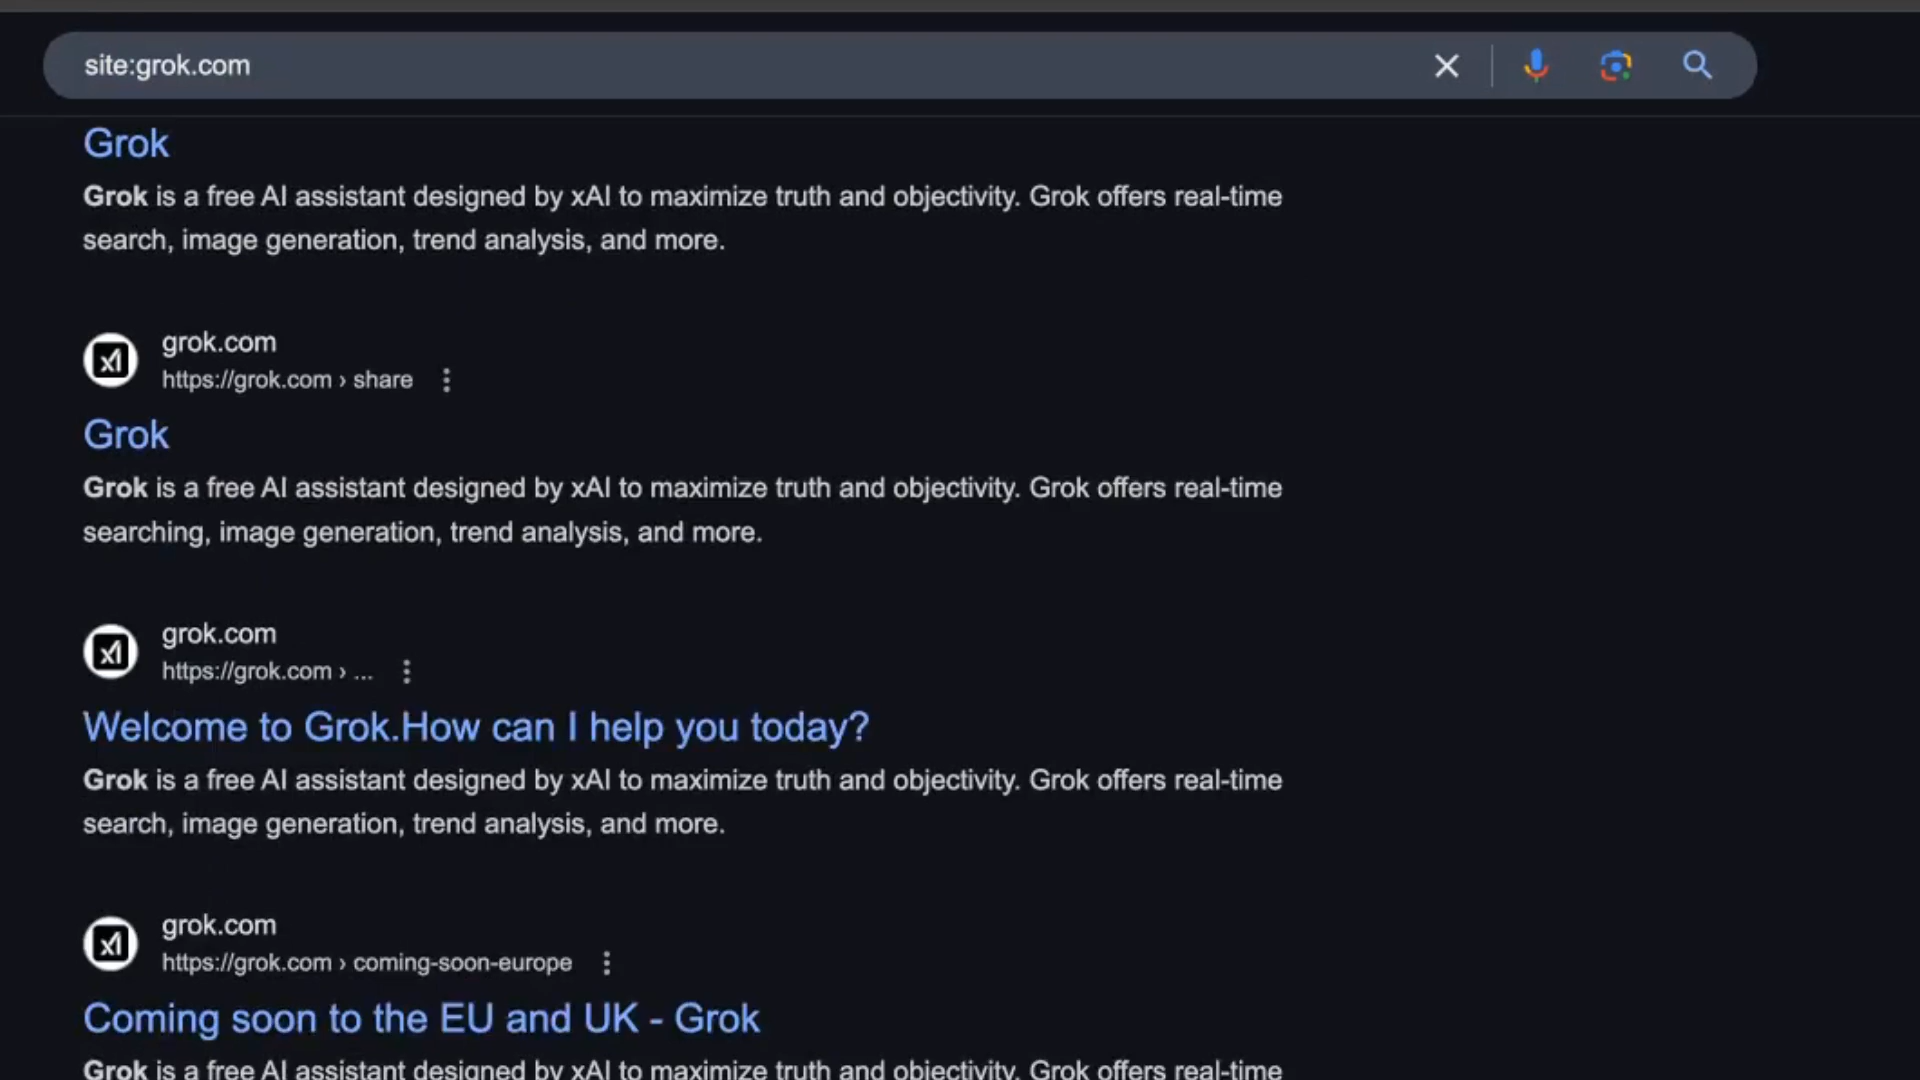 site:grok.com
Grok
Grok is a free AI assistant designed by xAI to maximize truth and objectivity. Grok offers real-time
search, image generation, trend analysis, and more.
grok.com
https://grok.com › share
Grok
Grok is a free AI assistant designed by xAI to maximize truth and objectivity. Grok offers real-time
searching, image generation, trend analysis, and more.
grok.com
https://grok.com › ...
Welcome to Grok.How can I help you today?
Grok is a free AI assistant designed by xAI to maximize truth and objectivity. Grok offers real-time
search, image generation, trend analysis, and more.
grok.com
https://grok.com › coming-soon-europe
Coming soon to the EU and UK - Grok
Grok is a free AI assistant designed by xAI to maximize truth and objectivity. Grok offers real-time